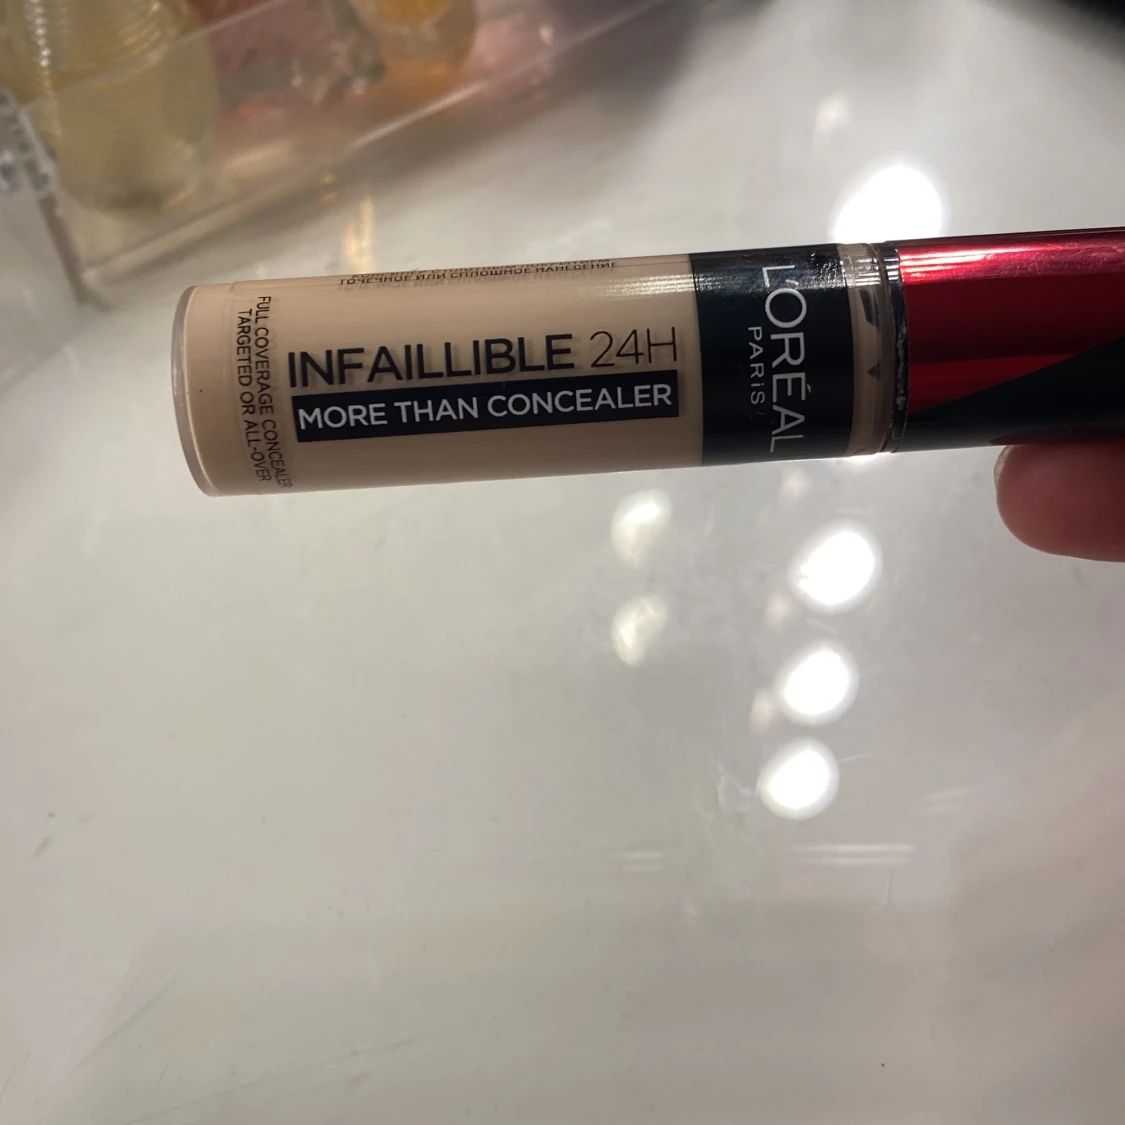 ТОЧЕЧНОЕ ИЛИ СПЛОШНОЕ НАНЕСЕНИЕ
FULL COVERAGE CONCEALER
TARGETED OR ALL-OVER
INFAILLIBLE 24H
MORE THAN CONCEALER
L'ORÉAL
PARIS